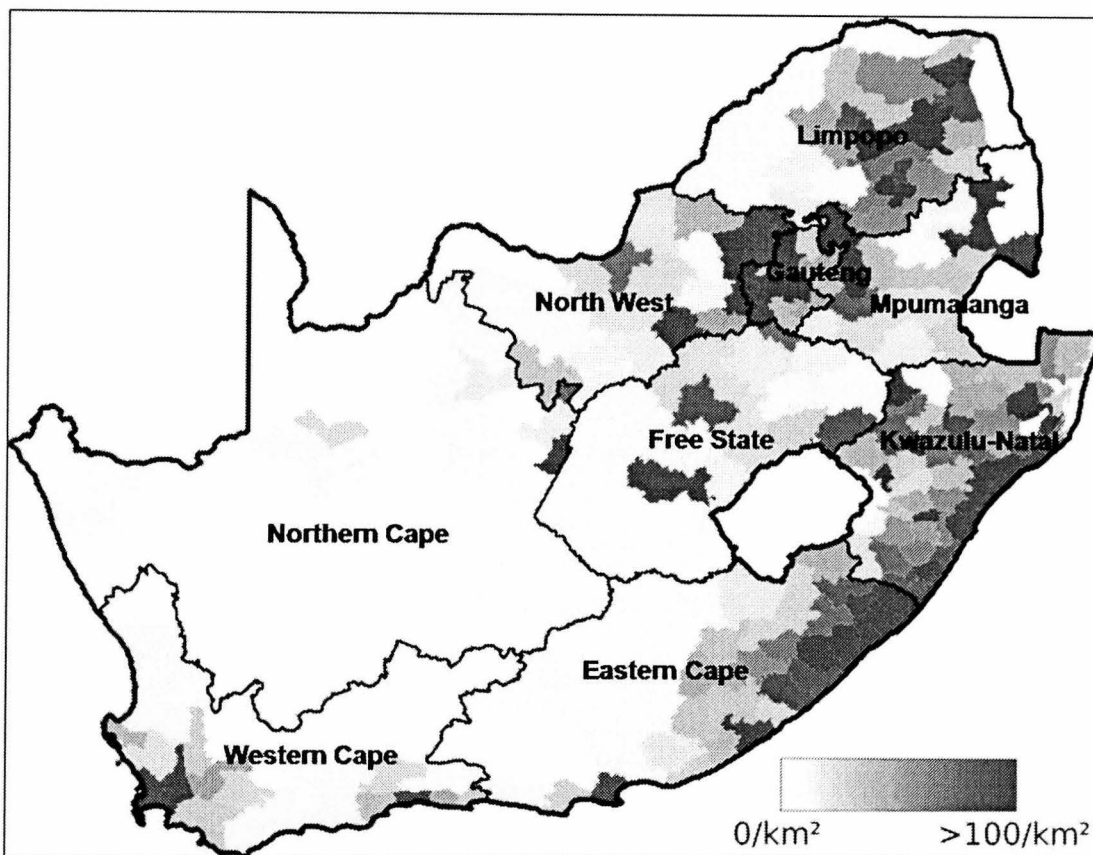 Limpopo
Gauteng
North West
Mpumalanga
Free State
Kwazulu-Natal
Northern Cape
Eastern Cape
Western Cape
0/km²
>100/km²